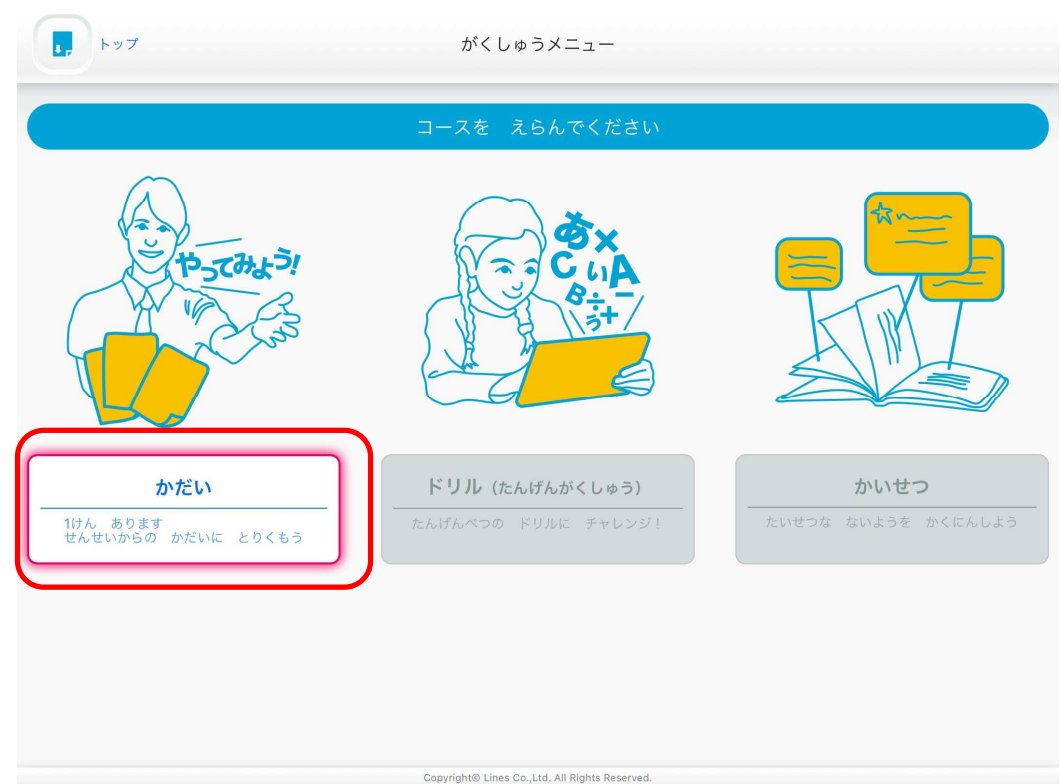 トップ
がくしゅうメニュー
コースを　えらんでください
やってみよう!
あ×
CいA
B÷−
う+
かだい
1けん　あります
せんせいからの　かだいに　とりくもう
ドリル（たんげんがくしゅう）
たんげんべつの　ドリルに　チャレンジ！
かいせつ
たいせつな　ないようを　かくにんしよう
Copyright© Lines Co.,Ltd. All Rights Reserved.